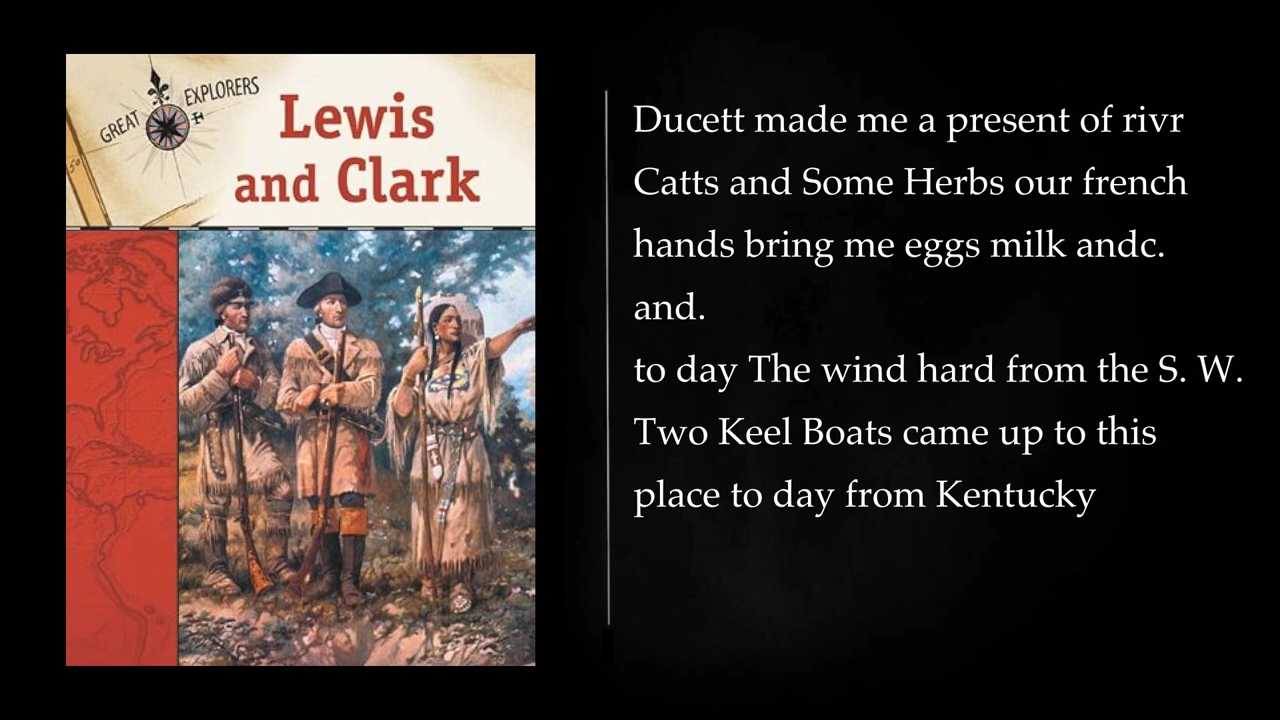 GREAT EXPLORERS
Lewis
and Clark
50
Ducett made me a present of rivr
Catts and Some Herbs our french
hands bring me eggs milk andc.
and.
to day The wind hard from the S. W.
Two Keel Boats came up to this
place to day from Kentucky